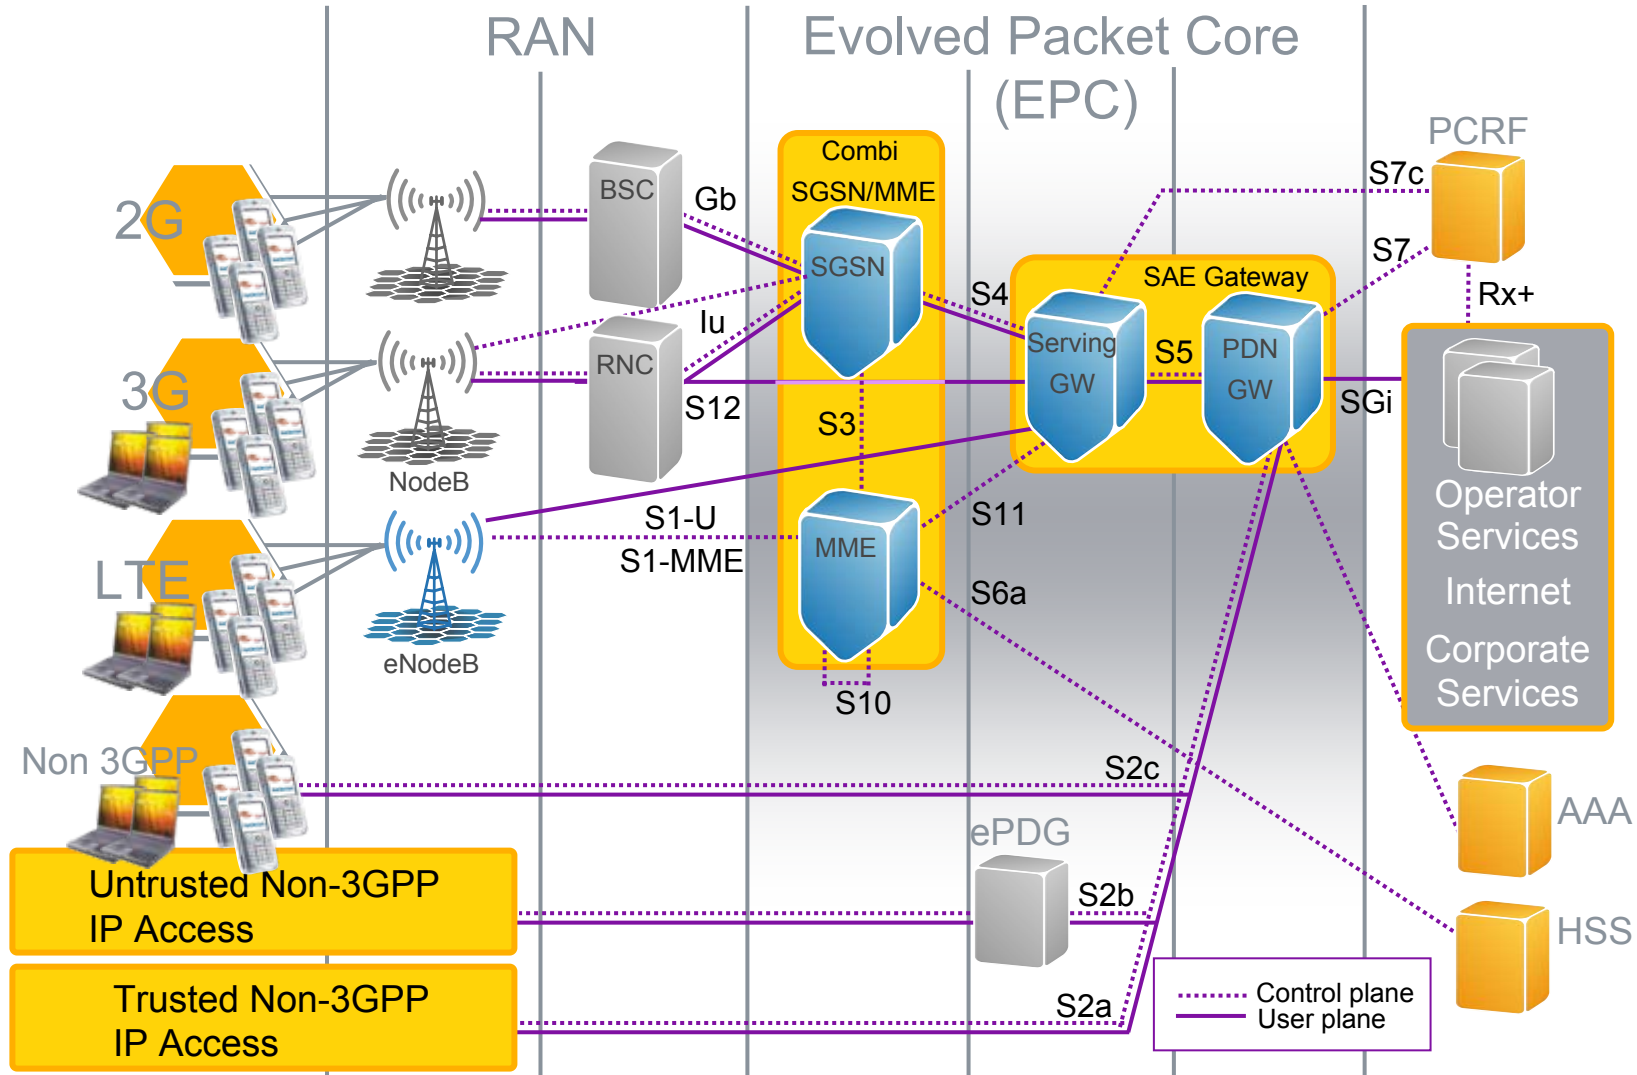 RAN
Evolved Packet Core
(EPC)
PCRF
Combi
SGSN/MME
2G
BSC
Gb
S7c
SGSN
S7
SAE Gateway
S4
Rx+
Iu
3G
RNC
Serving
GW
S5
PDN
GW
SGi
S12
S3
NodeB
Operator
Services
S1-U
S11
LTE
S1-MME
MME
S6a
Internet
eNodeB
Corporate
Services
S10
Non 3GPP
S2c
AAA
ePDG
Untrusted Non-3GPP
IP Access
S2b
HSS
Trusted Non-3GPP
IP Access
S2a
Control plane
User plane